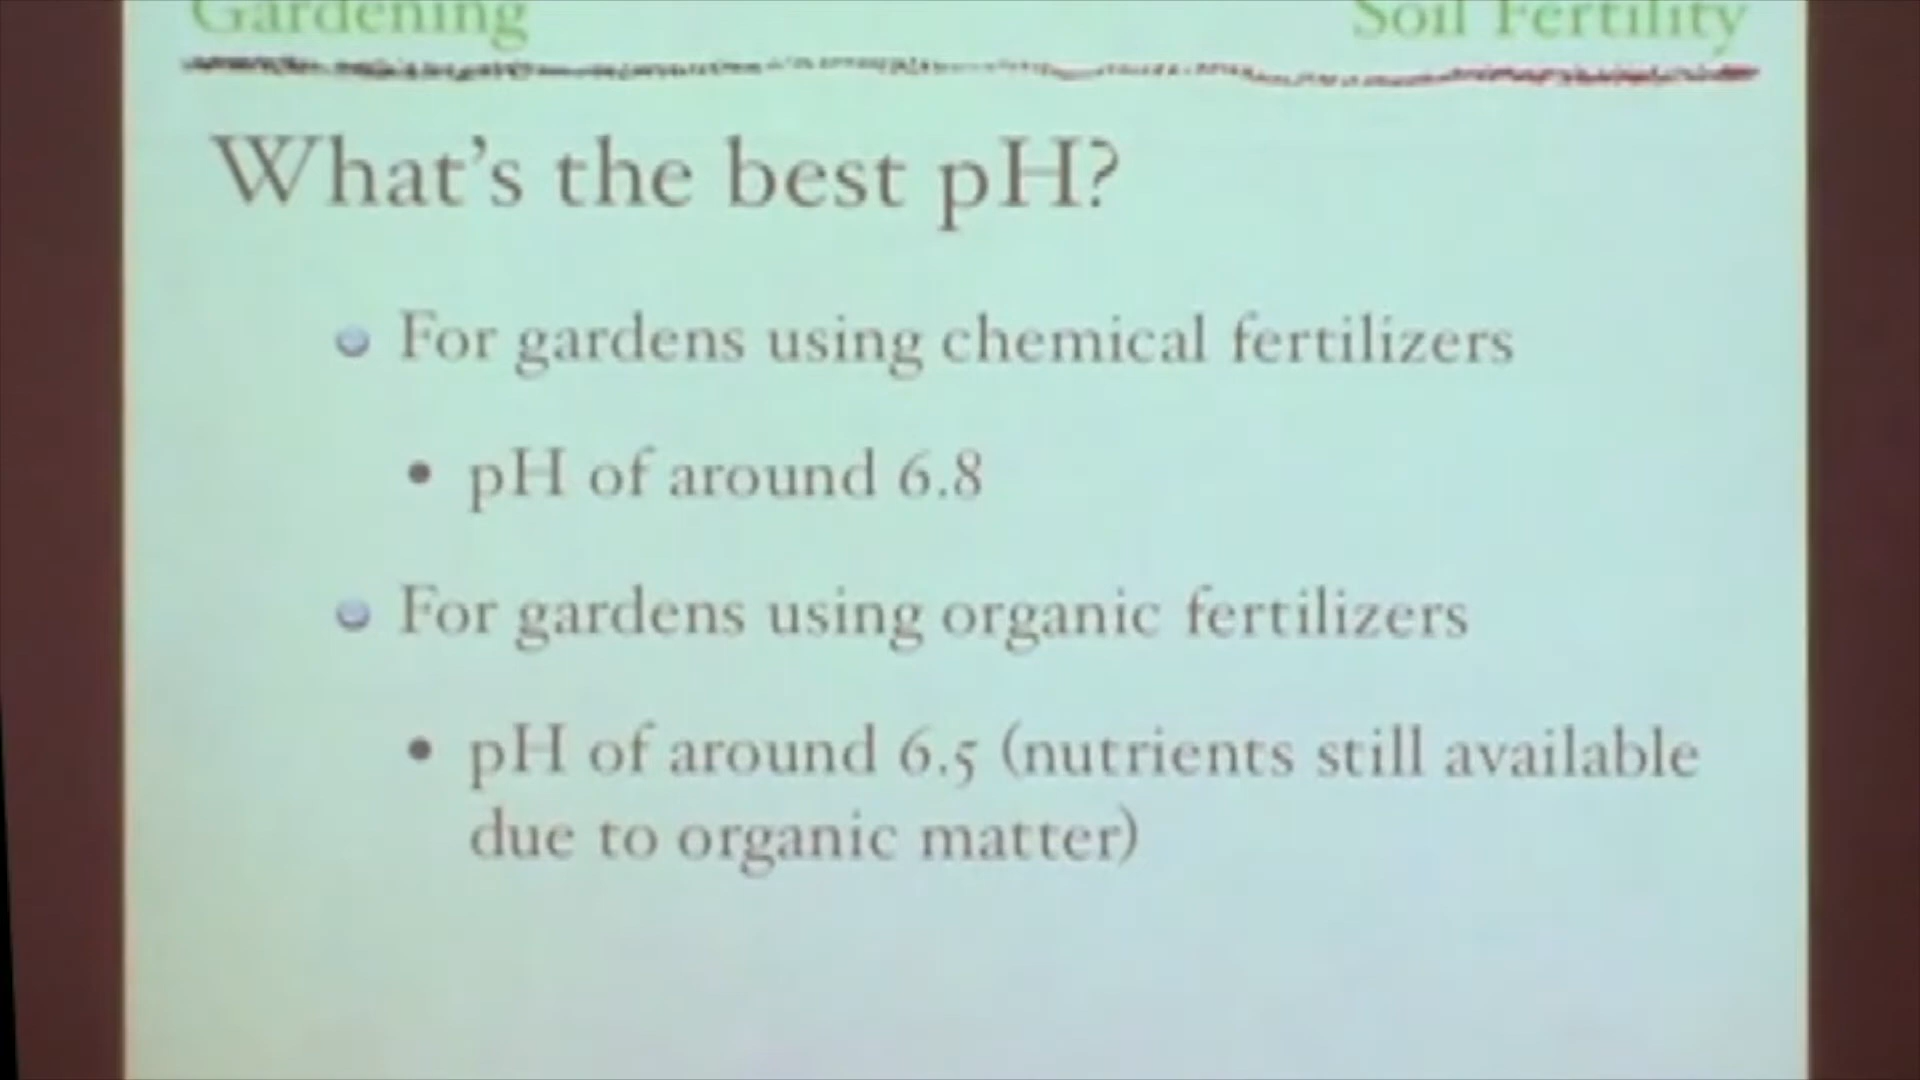 Gardening Soil Fertility
What's the best pH?
For gardens using chemical fertilizers
• pH of around 6.8
For gardens using organic fertilizers
• pH of around 6.5 (nutrients still available
due to organic matter)